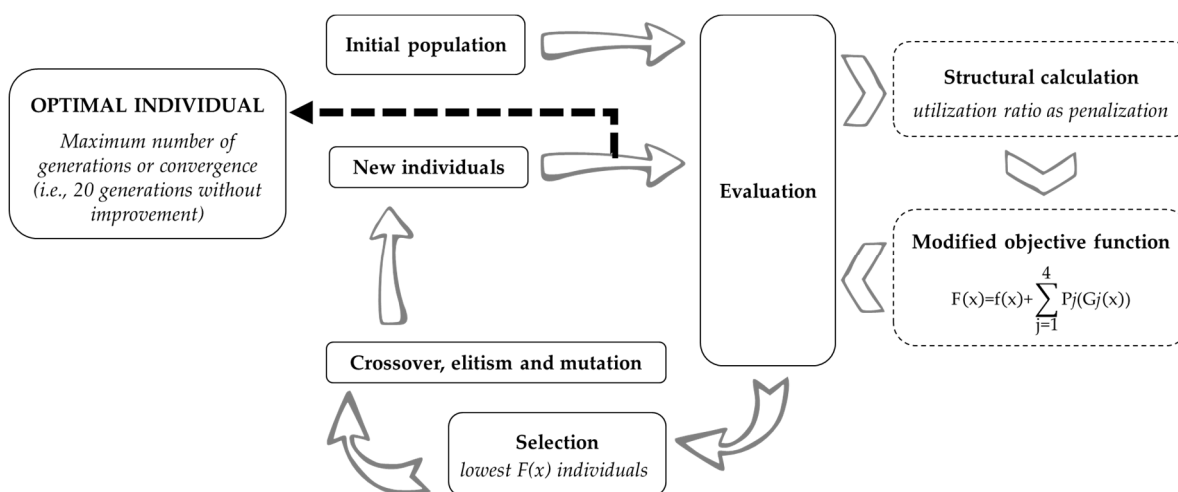 Initial population
OPTIMAL INDIVIDUAL
Maximum number of
generations or convergence
(i.e., 20 generations without
improvement)
New individuals
Evaluation
Structural calculation
utilization ratio as penalization
Modified objective function
4
F(x)=f(x)+∑Pj(Gj(x))
j=1
Crossover, elitism and mutation
Selection
lowest F(x) individuals